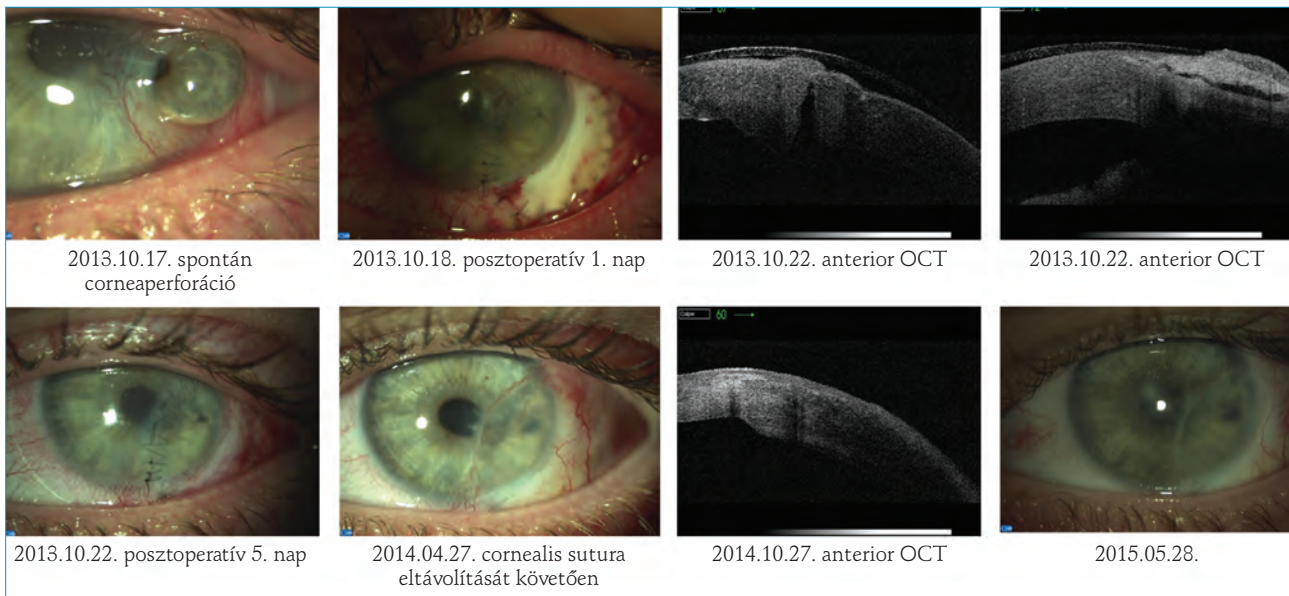 2013.10.17. spontán
corneaperforáció
2013.10.18. posztoperatív 1. nap
2013.10.22. anterior OCT
2013.10.22. anterior OCT
Calpe 60
2013.10.22. posztoperatív 5. nap
2014.04.27. cornealis sutura
eltávolítását követően
2014.10.27. anterior OCT
2015.05.28.